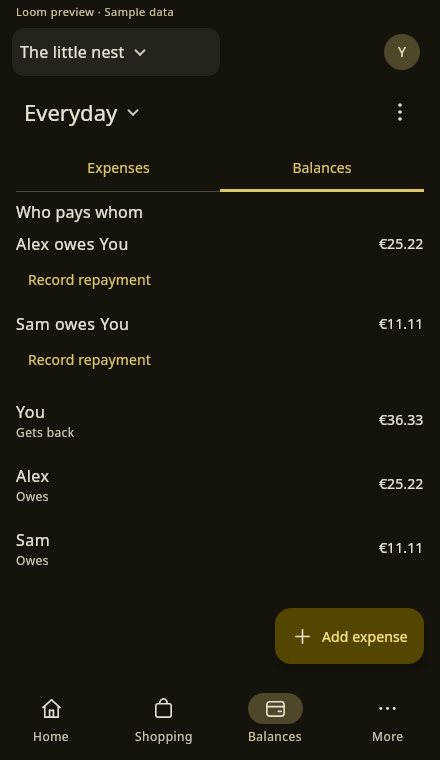 Loom preview · Sample data
The little nest
Y
Everyday
Expenses
Balances
Who pays whom
Alex owes You
€25.22
Record repayment
Sam owes You
€11.11
Record repayment
You
Gets back
€36.33
Alex
Owes
€25.22
Sam
Owes
€11.11
Add expense
Home
Shopping
Balances
More